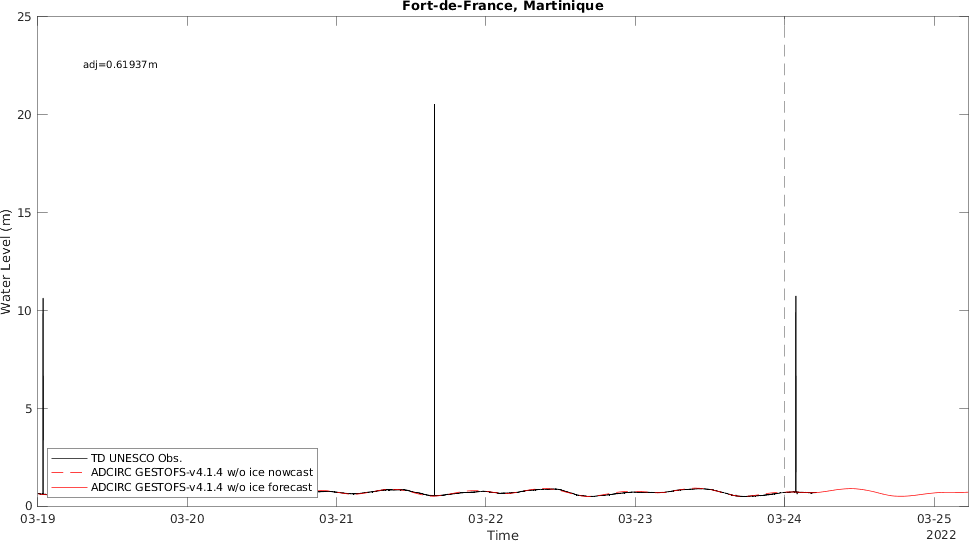 Fort-de-France, Martinique
25
adj=0.61937m
20
15
Water Level (m)
10
5
TD UNESCO Obs.
ADCIRC GESTOFS-v4.1.4 w/o ice nowcast
ADCIRC GESTOFS-v4.1.4 w/o ice forecast
0
03-19 03-20 03-21 03-22 03-23 03-24 03-25
Time
2022